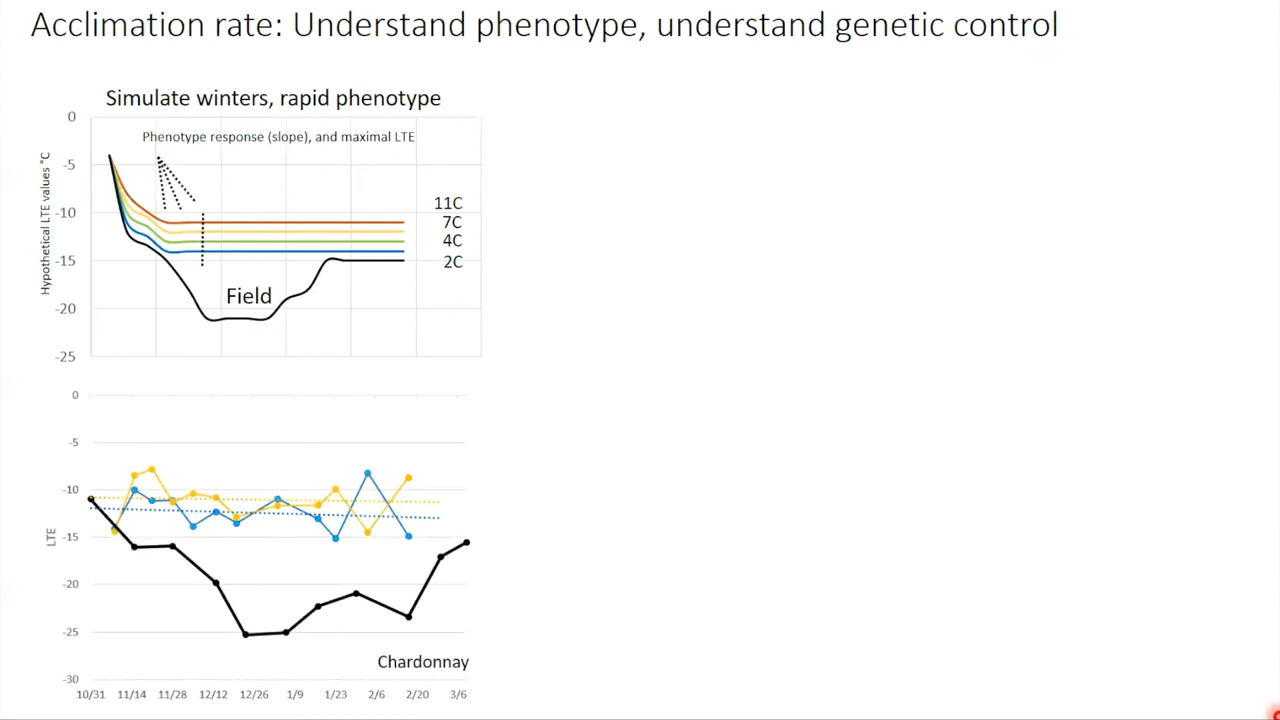 Acclimation rate: Understand phenotype, understand genetic control
Simulate winters, rapid phenotype
Phenotype response (slope), and maximal LTE
Hypothetical LTE values °C
0
-5
-10
-15
-20
-25
11C
7C
4C
2C
Field
LTE
0
-5
-10
-15
-20
-25
-30
Chardonnay
10/31 11/14 11/28 12/12 12/26 1/9 1/23 2/6 2/20 3/6